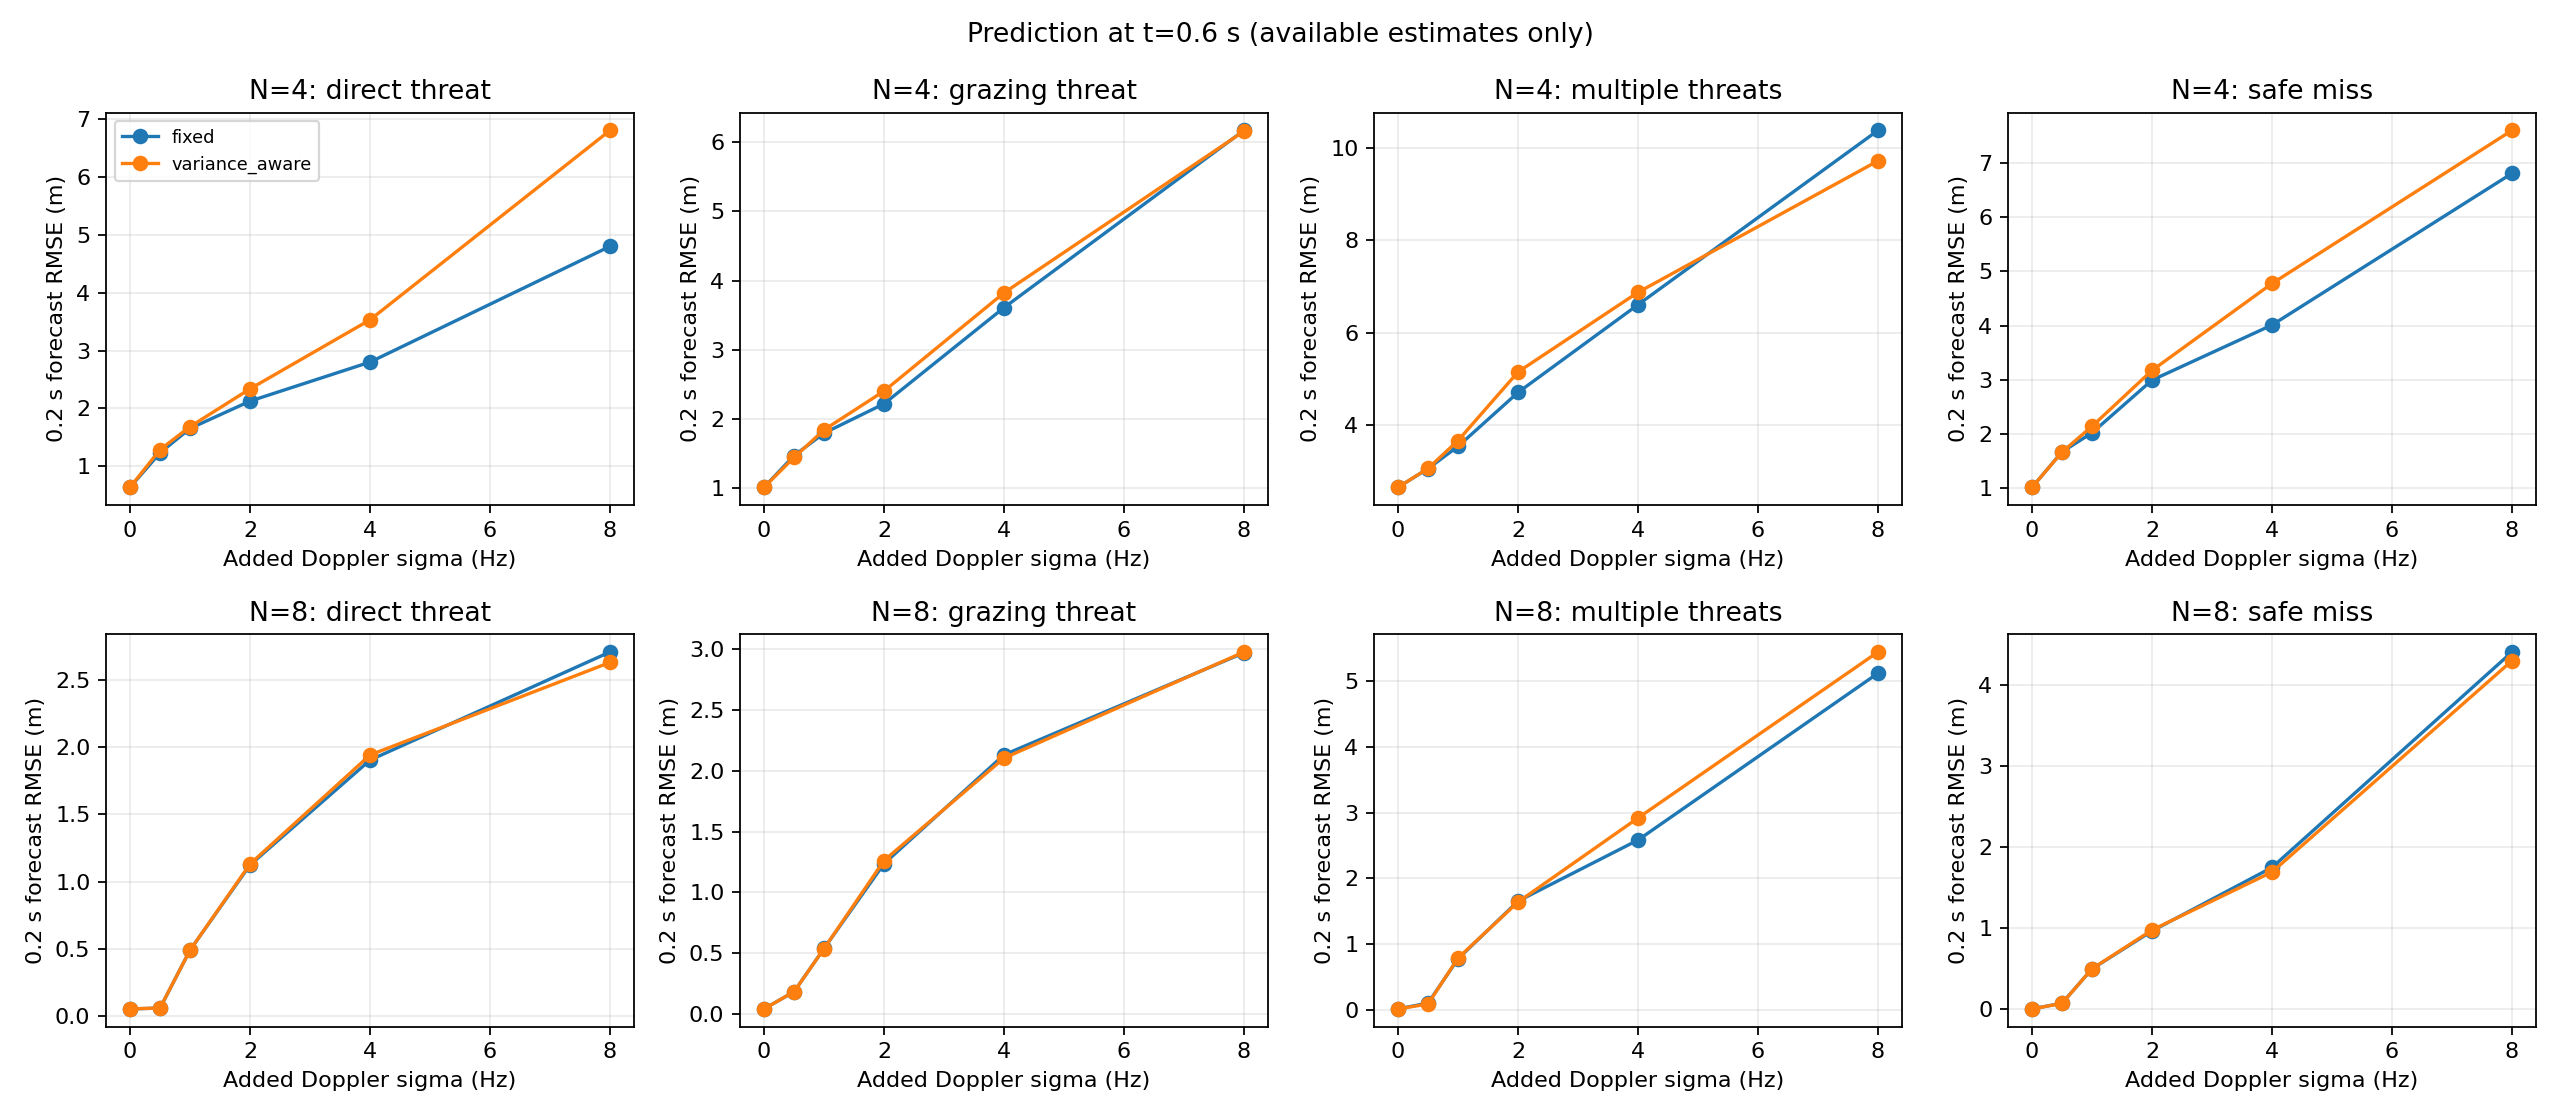 Prediction at t=0.6 s (available estimates only)
N=4: direct threat
7
6
5
4
3
2
1
0.2 s forecast RMSE (m)
fixed
variance_aware
0 2 4 6 8
Added Doppler sigma (Hz)
N=4: grazing threat
6
5
4
3
2
1
0.2 s forecast RMSE (m)
0 2 4 6 8
Added Doppler sigma (Hz)
N=4: multiple threats
10
8
6
4
0.2 s forecast RMSE (m)
0 2 4 6 8
Added Doppler sigma (Hz)
N=4: safe miss
7
6
5
4
3
2
1
0.2 s forecast RMSE (m)
0 2 4 6 8
Added Doppler sigma (Hz)
N=8: direct threat
2.5
2.0
1.5
1.0
0.5
0.0
0.2 s forecast RMSE (m)
0 2 4 6 8
Added Doppler sigma (Hz)
N=8: grazing threat
3.0
2.5
2.0
1.5
1.0
0.5
0.0
0.2 s forecast RMSE (m)
0 2 4 6 8
Added Doppler sigma (Hz)
N=8: multiple threats
5
4
3
2
1
0
0.2 s forecast RMSE (m)
0 2 4 6 8
Added Doppler sigma (Hz)
N=8: safe miss
4
3
2
1
0
0.2 s forecast RMSE (m)
0 2 4 6 8
Added Doppler sigma (Hz)